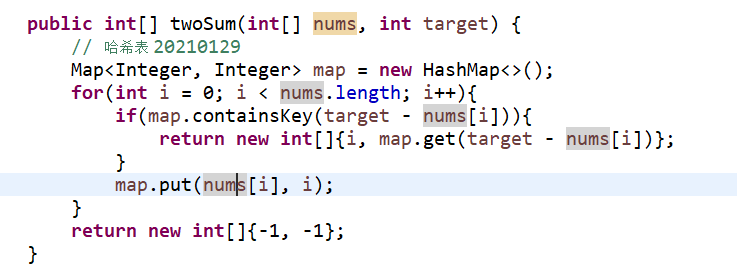 public int[] twoSum(int[] nums, int target) {
    // 哈希表 20210129
    Map<Integer, Integer> map = new HashMap<>();
    for(int i = 0; i < nums.length; i++){
        if(map.containsKey(target - nums[i])){
            return new int[]{i, map.get(target - nums[i])};
        }
        map.put(nums[i], i);
    }
    return new int[]{-1, -1};
}